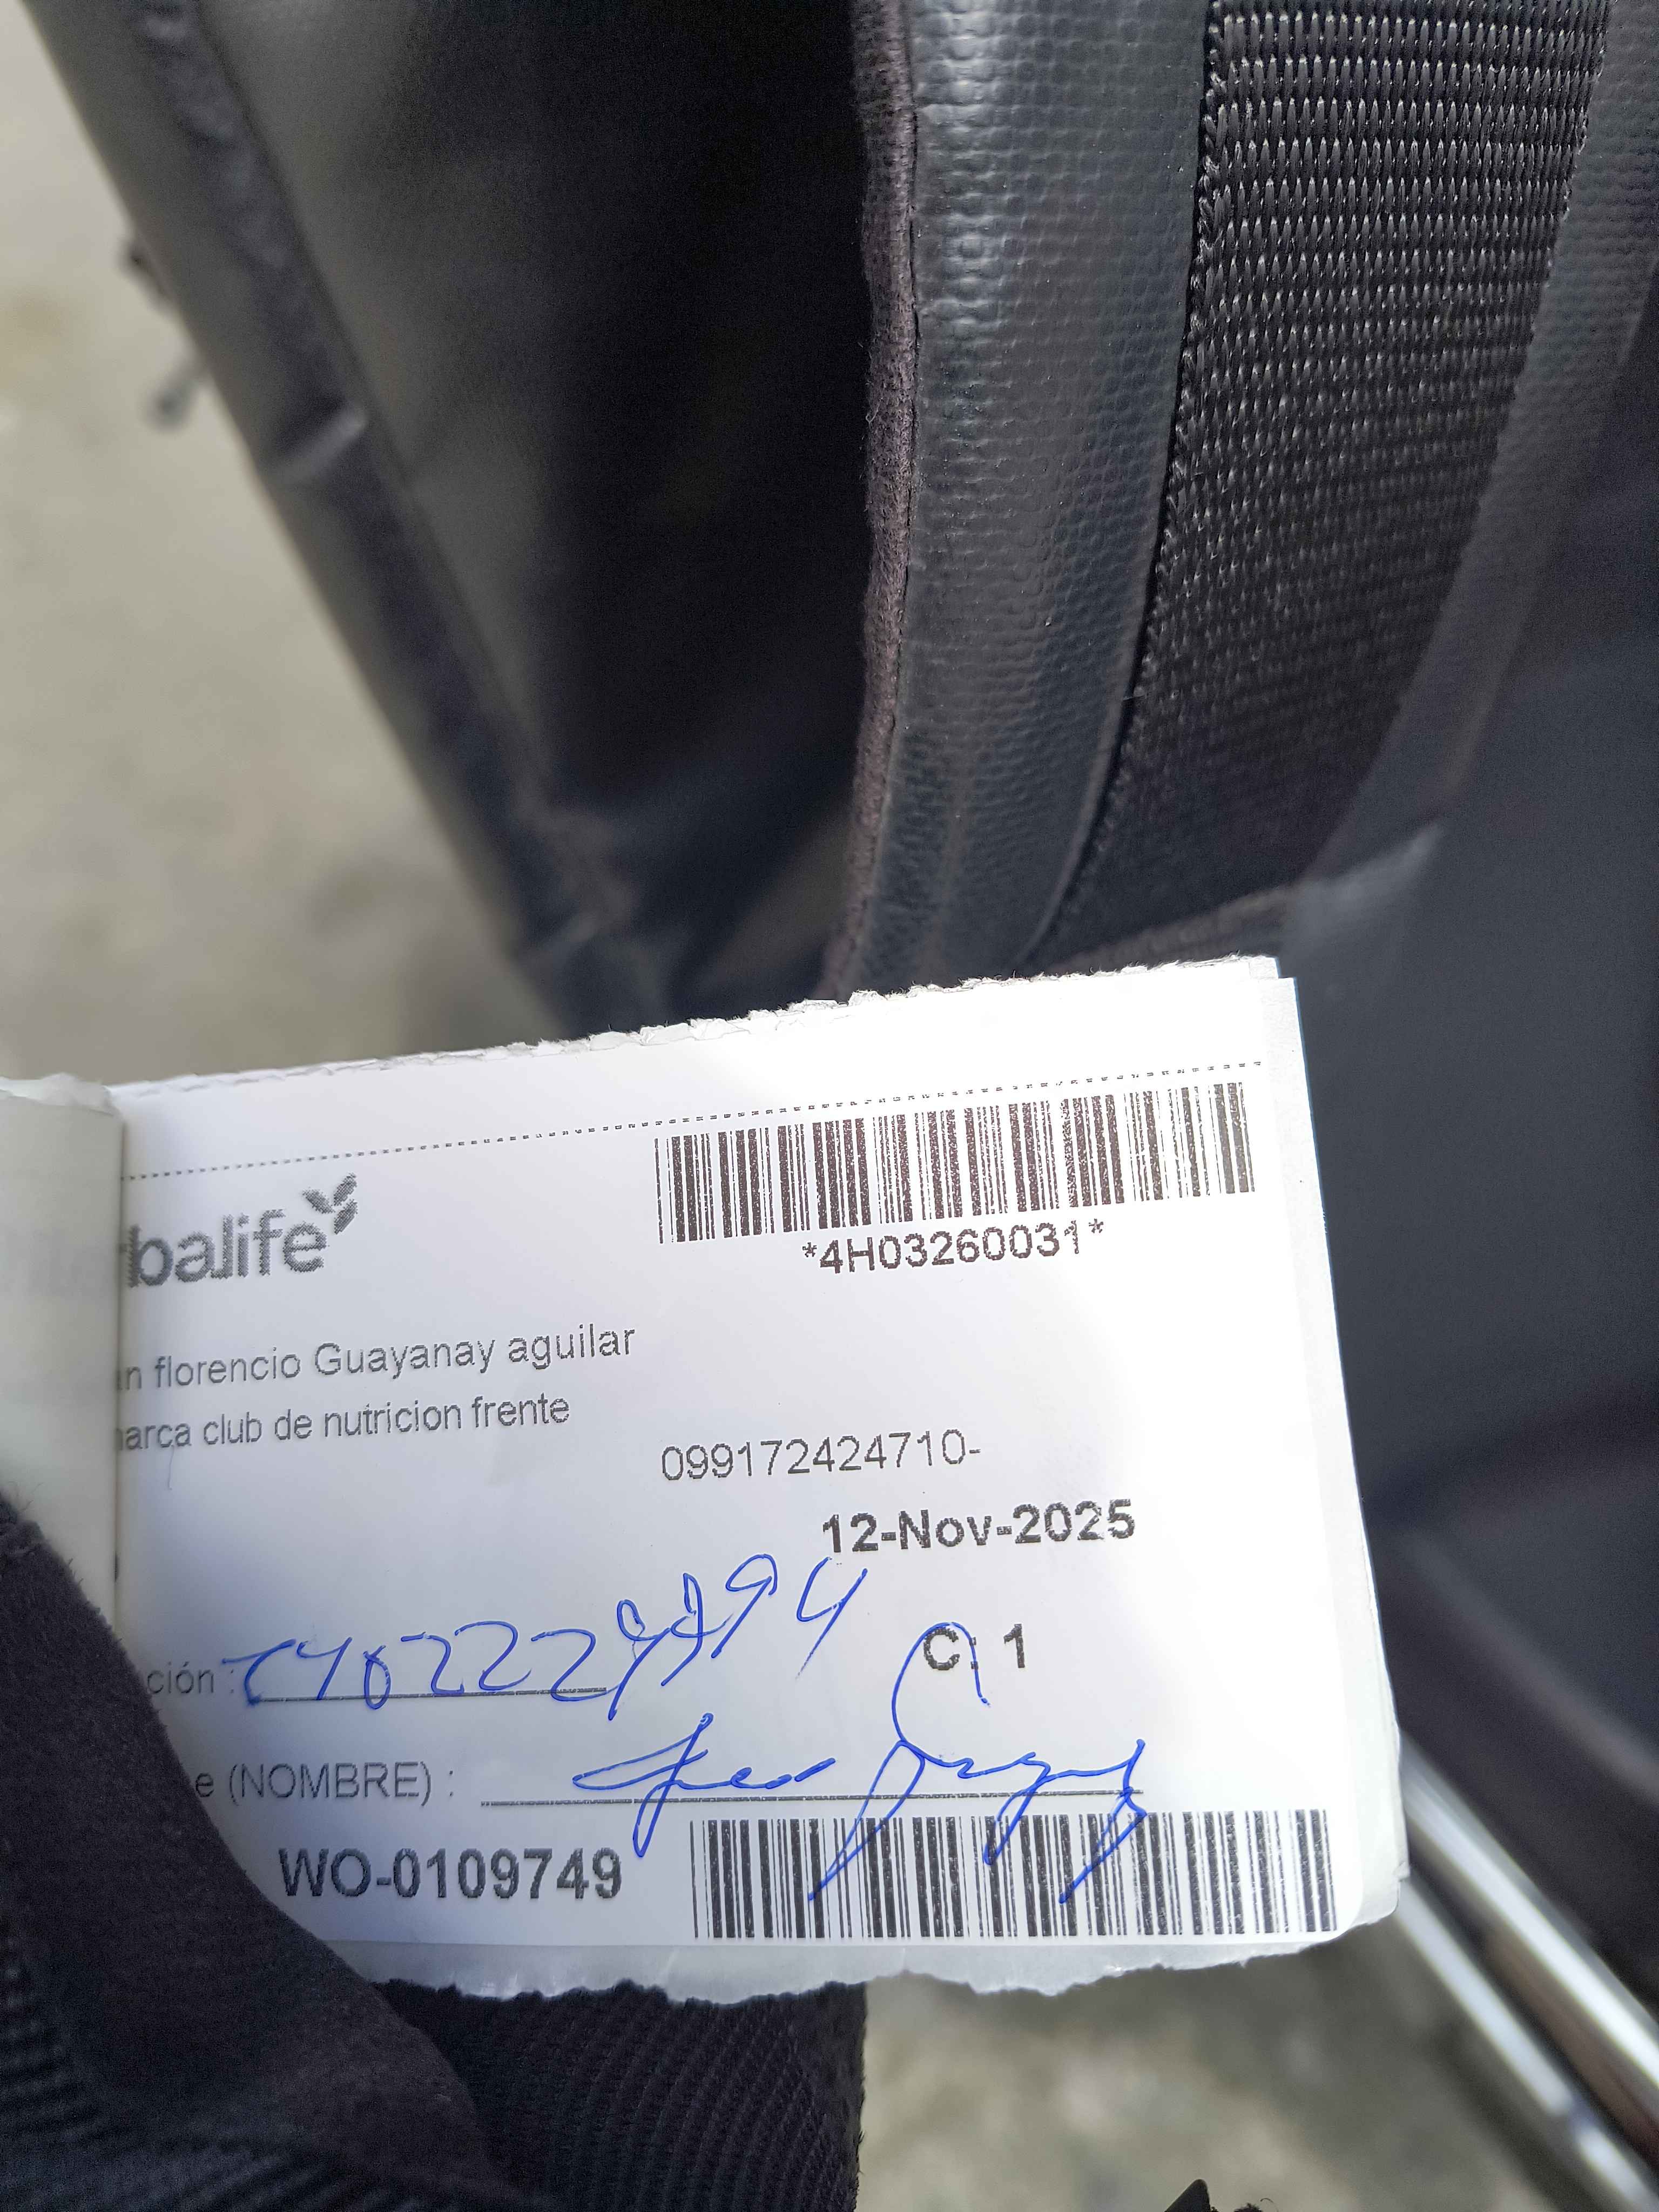 balife
*4H03260031*
n florencio Guayanay aguilar
arca club de nutricion frente
099172424710-
12-Nov-2025
ción :
C: 1
e (NOMBRE) :
WO-0109749